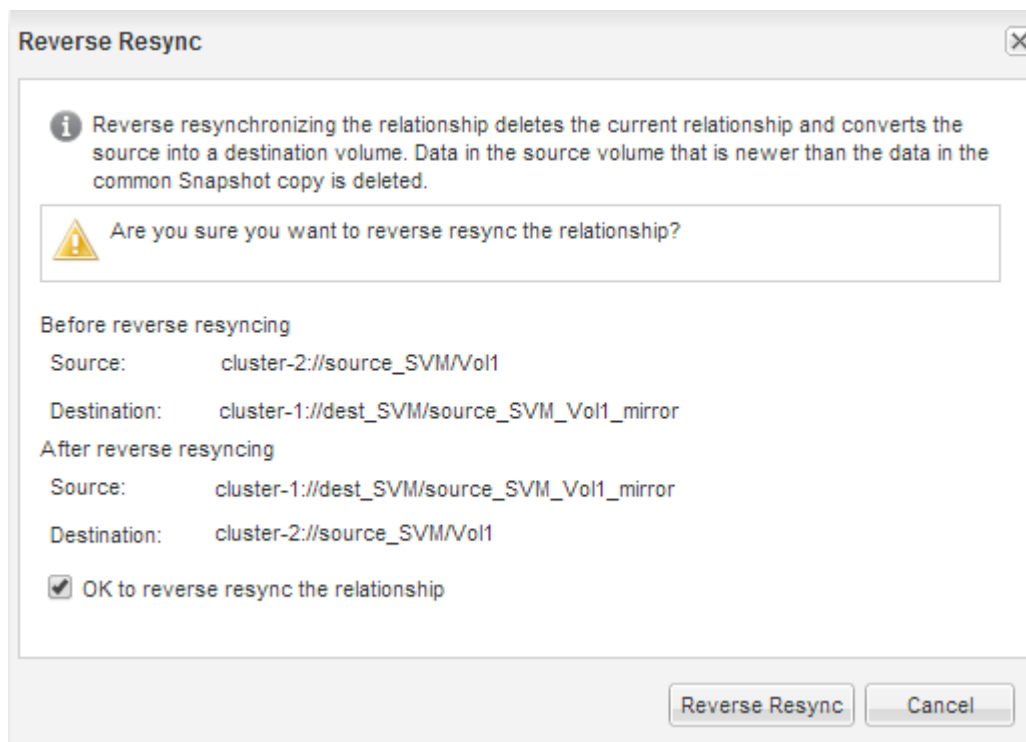 Reverse Resync
Reverse resynchronizing the relationship deletes the current relationship and converts the
source into a destination volume. Data in the source volume that is newer than the data in the
common Snapshot copy is deleted.
Are you sure you want to reverse resync the relationship?
Before reverse resyncing
Source: cluster-2://source_SVM/Vol1
Destination: cluster-1://dest_SVM/source_SVM_Vol1_mirror
After reverse resyncing
Source: cluster-1://dest_SVM/source_SVM_Vol1_mirror
Destination: cluster-2://source_SVM/Vol1
OK to reverse resync the relationship
Reverse Resync Cancel